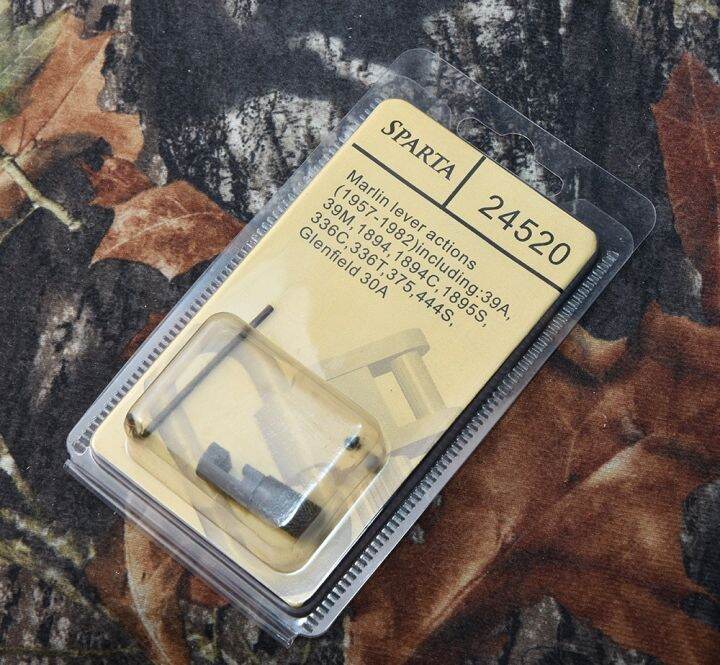 SPARTA
24520
Marlin lever actions
(1957-1982)including:39A,
39M,1894,1894C,1895S,
336C,336T,375,444S,
Glenfield 30A